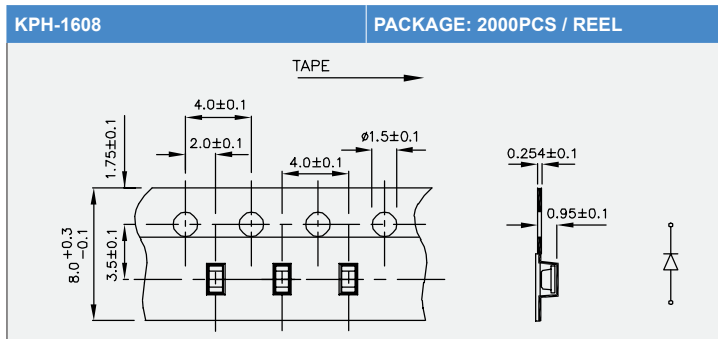 KPH-1608
PACKAGE: 2000PCS / REEL
TAPE
4.0±0.1
2.0±0.1
ø1.5±0.1
4.0±0.1
1.75±0.1
8.0 +0.3 -0.1
3.5±0.1
0.254±0.1
0.95±0.1